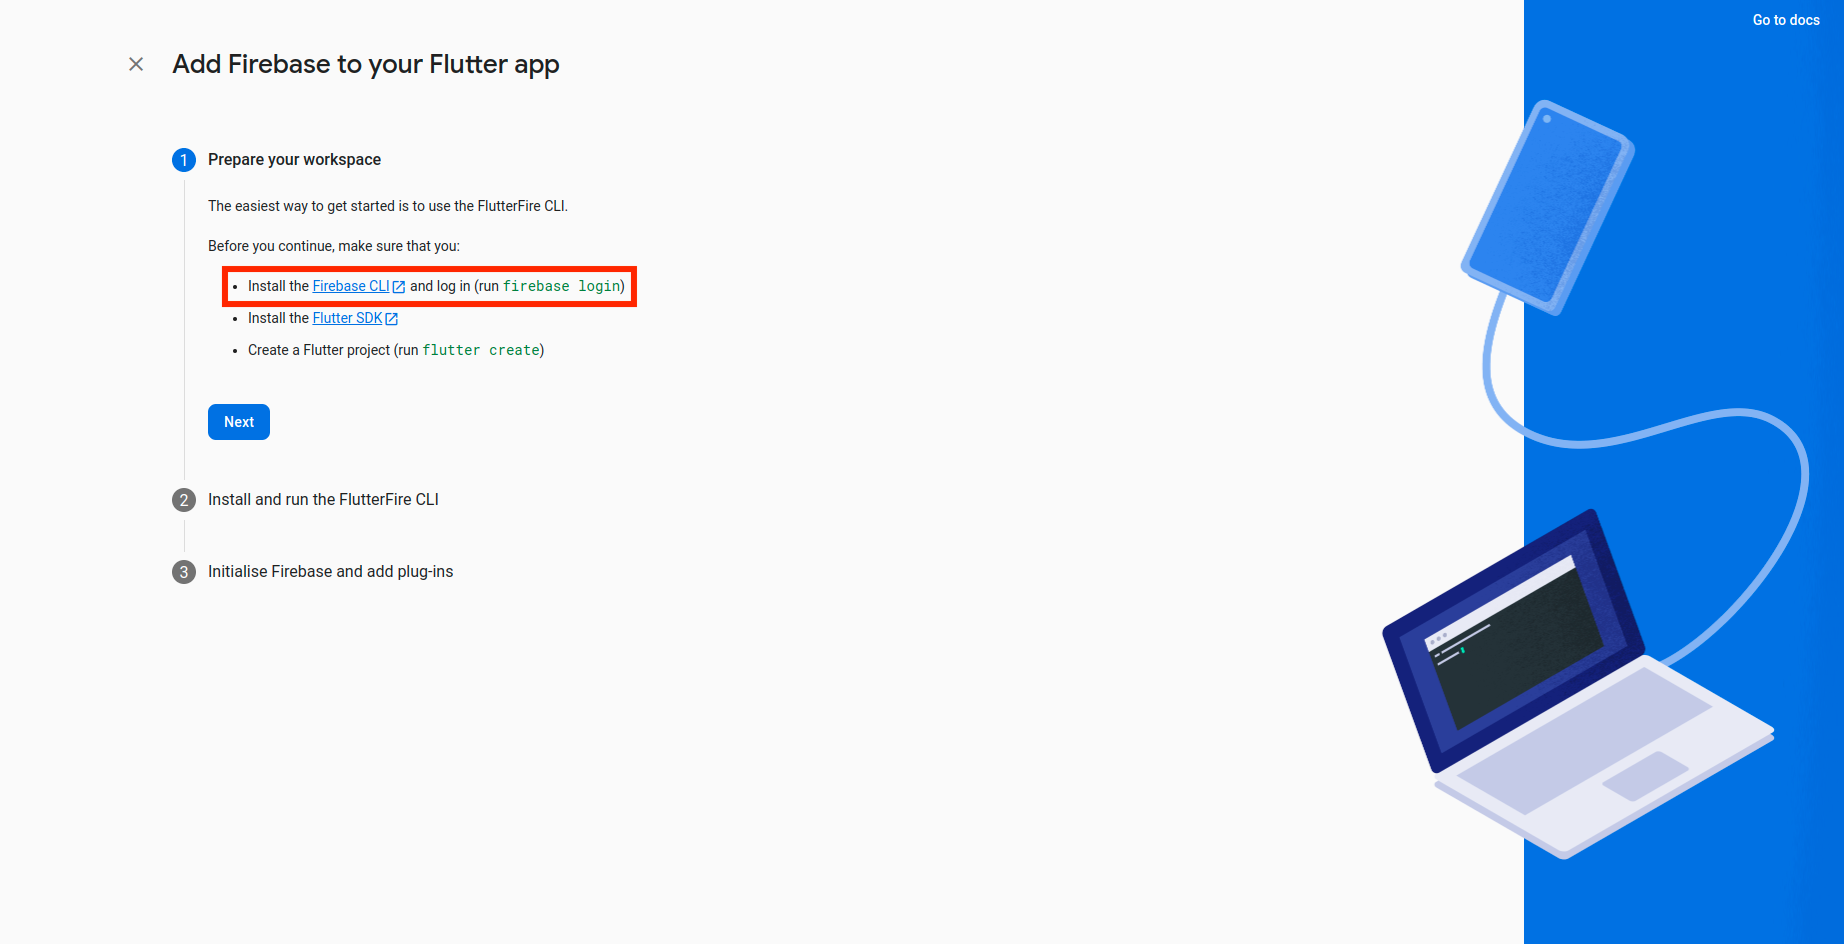 Go to docs
Add Firebase to your Flutter app
1 Prepare your workspace
The easiest way to get started is to use the FlutterFire CLI.
Before you continue, make sure that you:
• Install the Firebase CLI and log in (run firebase login)
• Install the Flutter SDK
• Create a Flutter project (run flutter create)
Next
2 Install and run the FlutterFire CLI
3 Initialise Firebase and add plug-ins